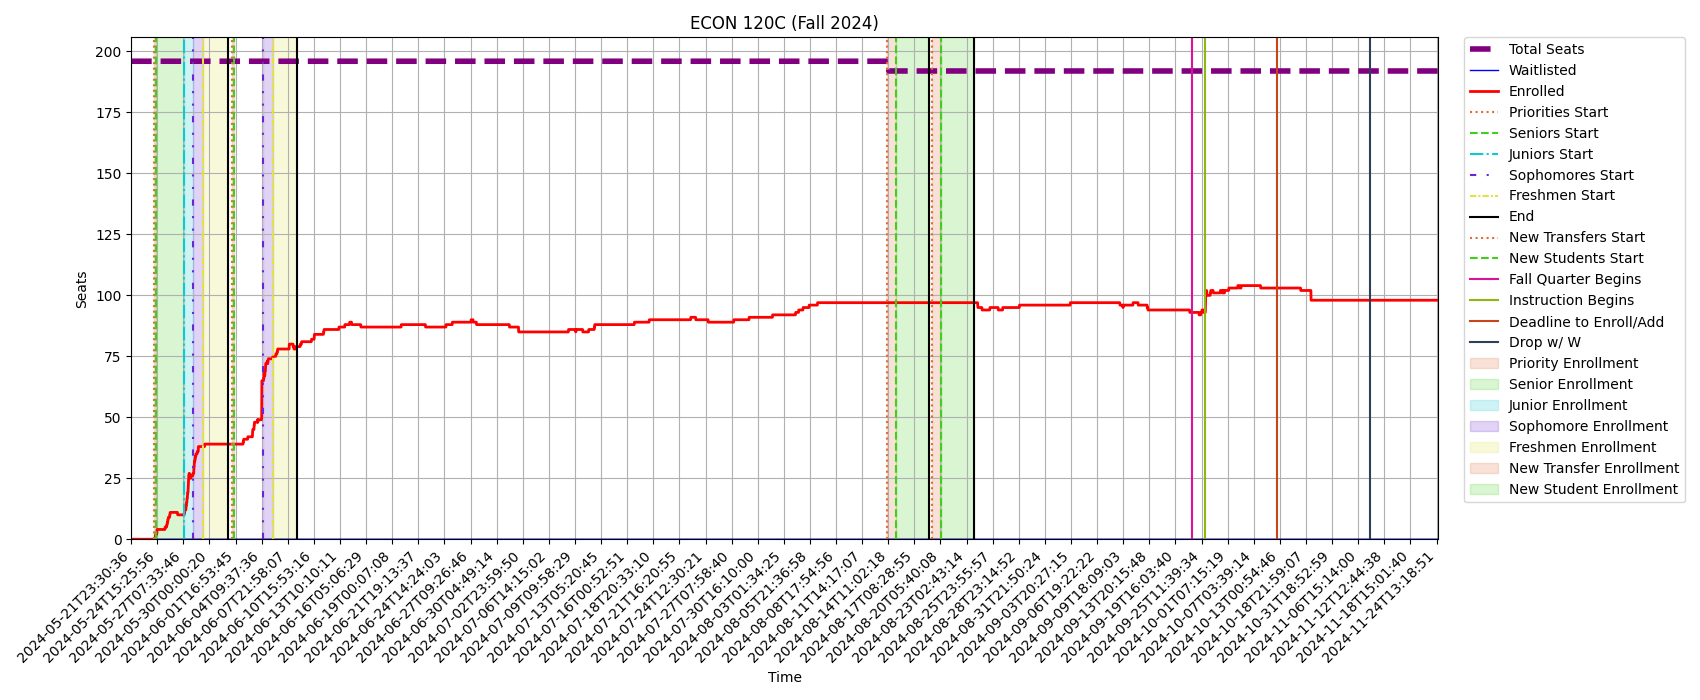 ECON 120C (Fall 2024)
Seats
200
175
150
125
100
75
50
25
0
2024-05-21T23:30:36
2024-05-24T15:25:56
2024-05-27T07:33:46
2024-05-30T00:00:20
2024-06-01T16:53:45
2024-06-04T09:37:36
2024-06-07T21:58:07
2024-06-10T15:53:16
2024-06-13T10:10:11
2024-06-16T05:06:29
2024-06-19T00:07:08
2024-06-21T19:13:37
2024-06-24T14:24:03
2024-06-27T09:26:46
2024-06-30T04:49:14
2024-07-02T23:59:50
2024-07-06T14:15:02
2024-07-09T09:58:29
2024-07-13T05:20:45
2024-07-16T00:52:51
2024-07-18T20:33:10
2024-07-21T16:20:55
2024-07-24T12:30:21
2024-07-27T07:58:40
2024-07-30T16:10:00
2024-08-03T01:34:25
2024-08-05T21:36:58
2024-08-08T17:54:56
2024-08-11T14:17:07
2024-08-14T11:02:18
2024-08-17T08:28:55
2024-08-20T05:40:08
2024-08-23T02:43:14
2024-08-25T23:55:57
2024-08-28T23:14:52
2024-08-31T21:50:24
2024-09-03T20:27:15
2024-09-06T19:22:22
2024-09-09T18:09:03
2024-09-13T20:15:48
2024-09-19T16:03:40
2024-09-25T11:39:34
2024-10-01T07:15:19
2024-10-07T03:39:14
2024-10-13T00:54:46
2024-10-18T21:59:07
2024-10-31T18:52:59
2024-11-06T15:14:00
2024-11-12T12:44:38
2024-11-18T15:01:40
2024-11-24T13:18:51
Time
Total Seats
Waitlisted
Enrolled
Priorities Start
Seniors Start
Juniors Start
Sophomores Start
Freshmen Start
End
New Transfers Start
New Students Start
Fall Quarter Begins
Instruction Begins
Deadline to Enroll/Add
Drop w/ W
Priority Enrollment
Senior Enrollment
Junior Enrollment
Sophomore Enrollment
Freshmen Enrollment
New Transfer Enrollment
New Student Enrollment